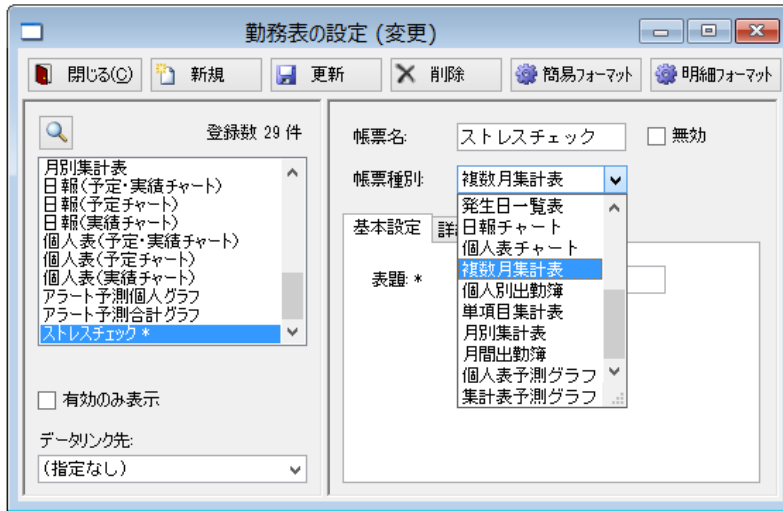 勤務表の設定 (変更)
閉じる(C) 新規 更新 削除 簡易フォーマット 明細フォーマット
登録数 29 件
月別集計表
日報(予定・実績チャート)
日報(予定チャート)
日報(実績チャート)
個人表(予定・実績チャート)
個人表(予定チャート)
個人表(実績チャート)
アラート予測個人グラフ
アラート予測合計グラフ
ストレスチェック *
有効のみ表示
データリンク先:
(指定なし)
帳票名: ストレスチェック 無効
帳票種別: 複数月集計表
基本設定
表題: *
発生日一覧表
日報チャート
個人表チャート
複数月集計表
個人別出勤簿
単項目集計表
月別集計表
月間出勤簿
個人表予測グラフ
集計表予測グラフ